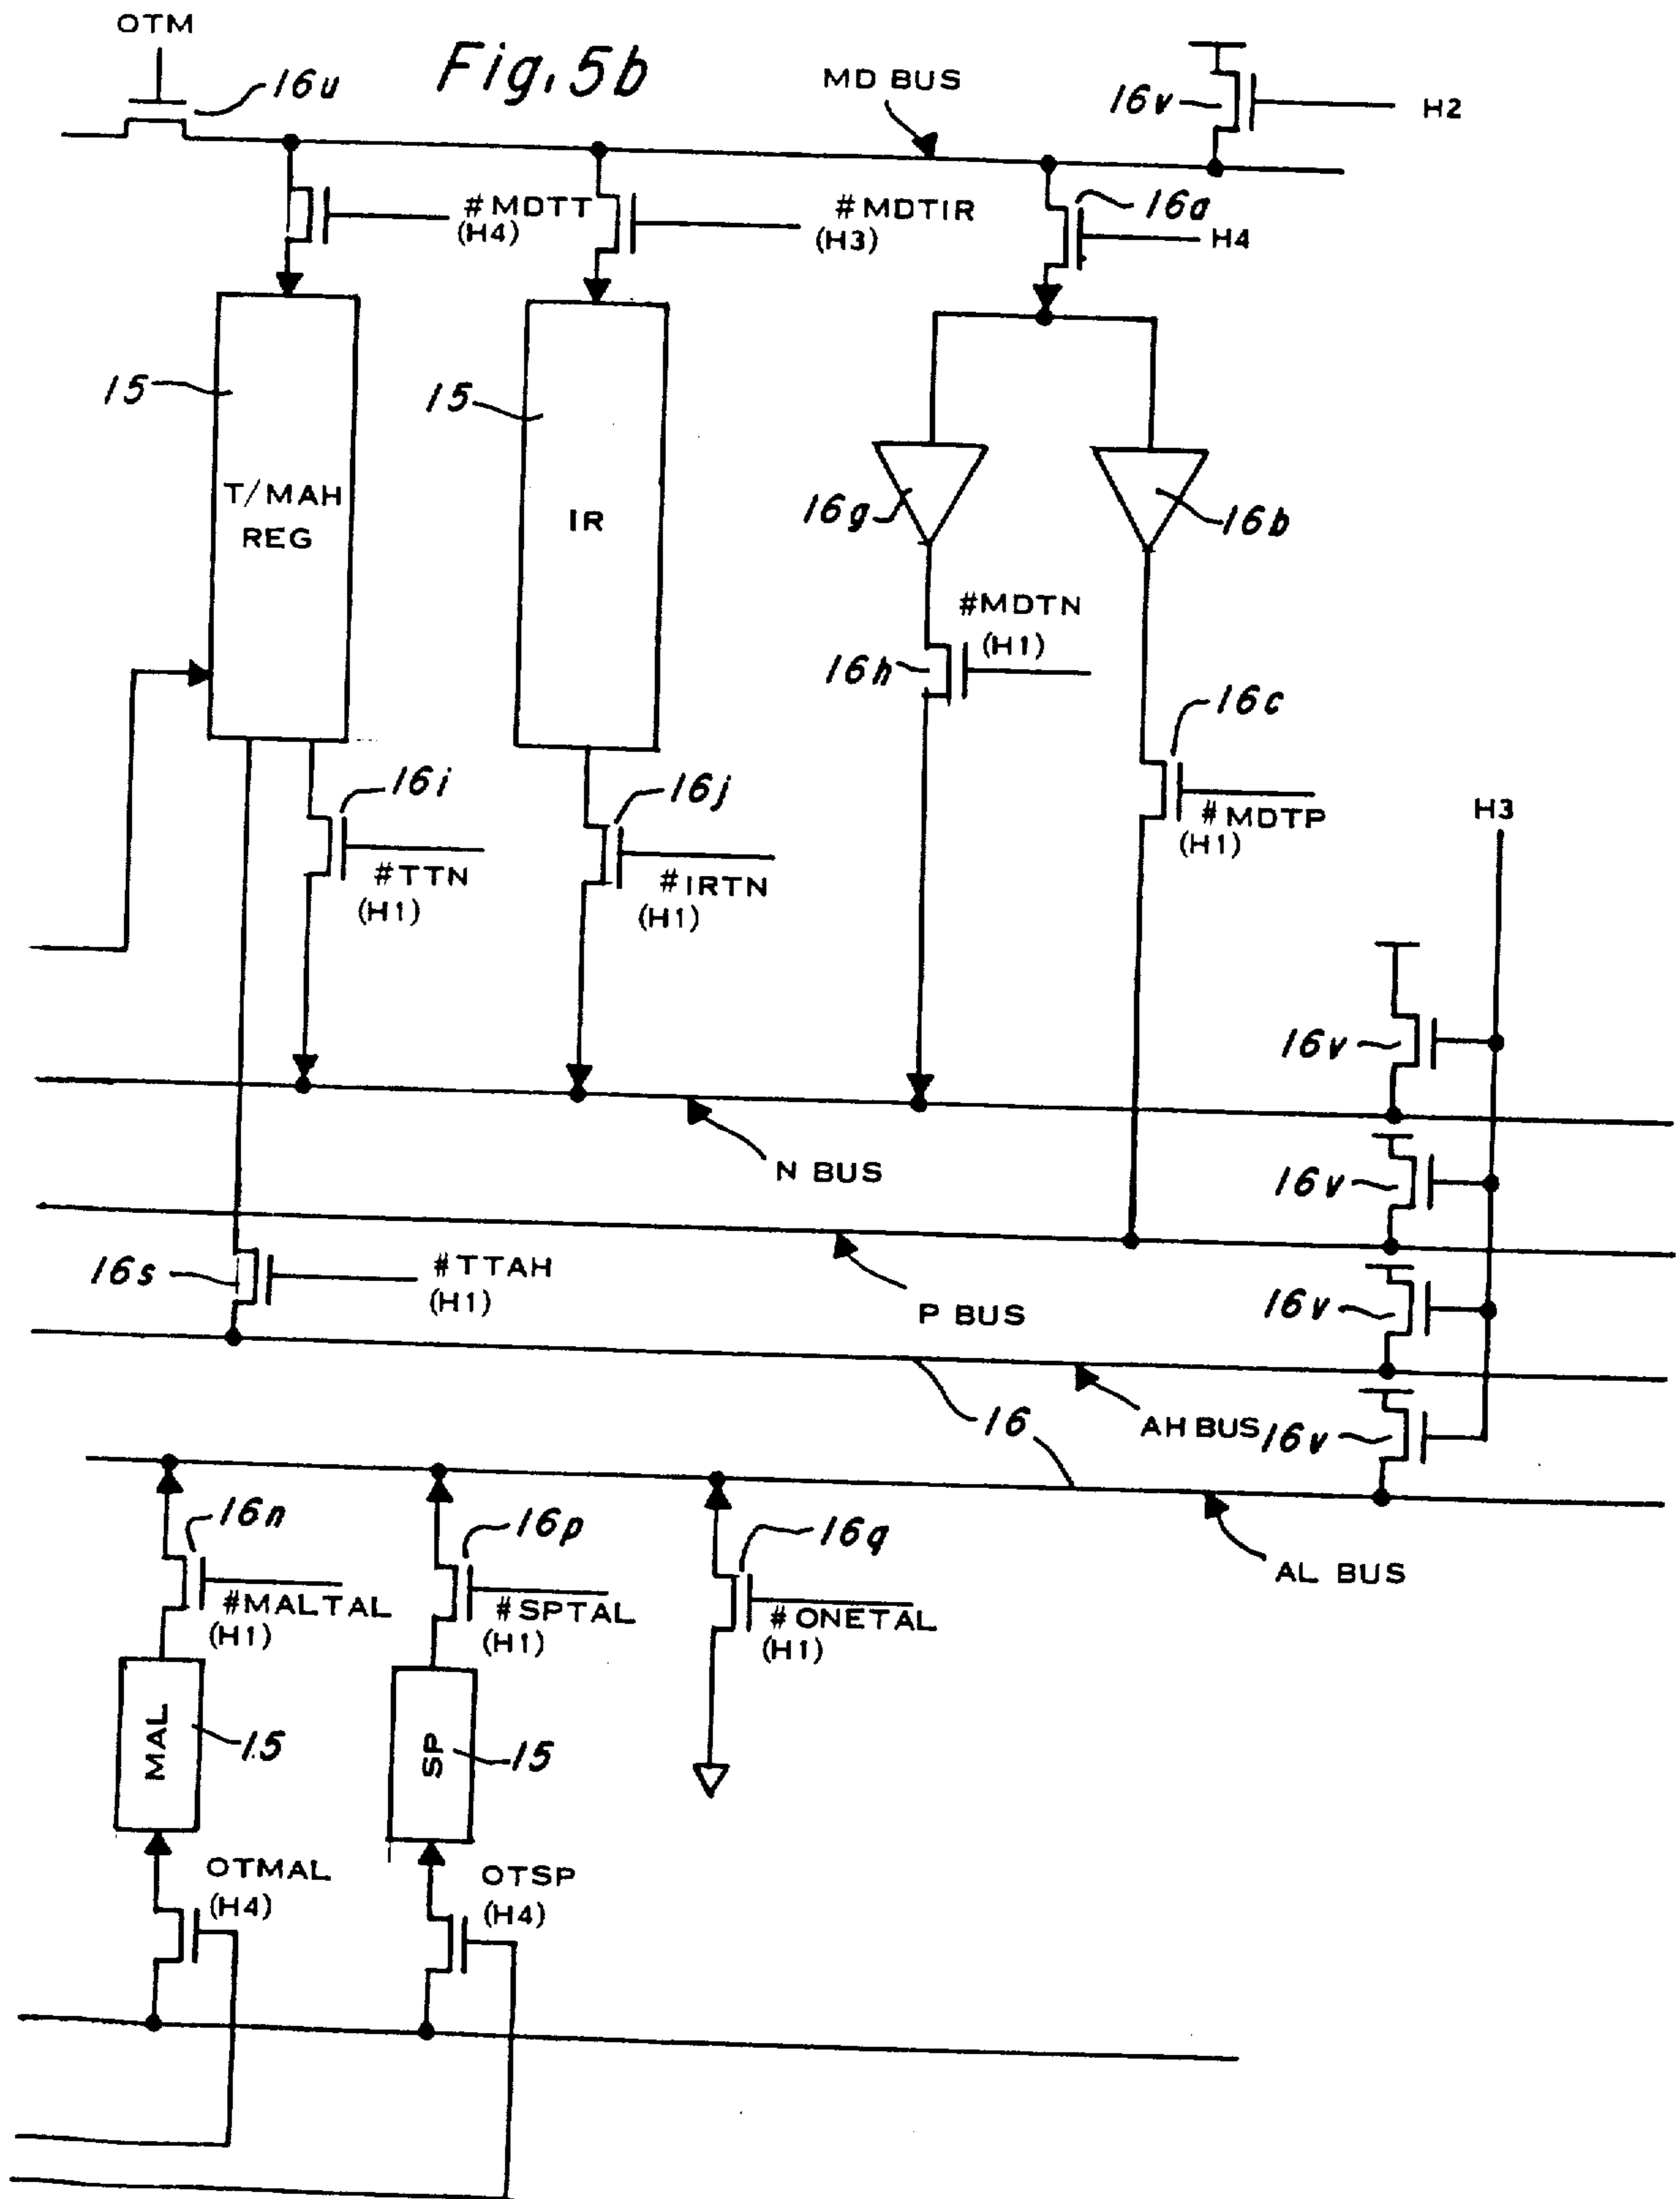 OTM
Fig. 5b
16u
MD BUS
16v
H2
#MDTT
(H4)
#MDTIR
(H3)
16a
H4
15
15
T/MAH
REG
IR
16g
16b
#MDTN
(H1)
16h
16c
#MDTP
(H1)
H3
16i
16j
#TTN
(H1)
#IRTN
(H1)
16v
N BUS
16v
16s
#TTAH
(H1)
P BUS
16v
16
AH BUS
16v
16n
16p
16q
AL BUS
#MALTAL
(H1)
#SPTAL
(H1)
#ONETAL
(H1)
MAL
15
SP
15
OTMAL
(H4)
OTSP
(H4)